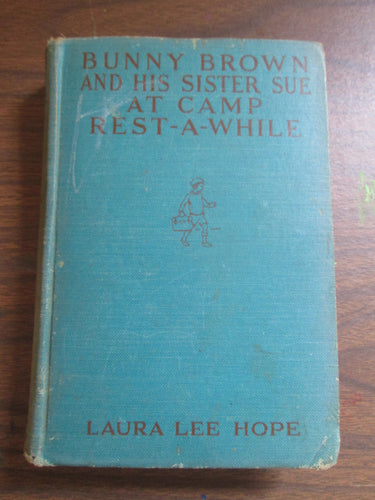 BUNNY BROWN
AND HIS SISTER SUE
AT CAMP
REST-A-WHILE
LAURA LEE HOPE